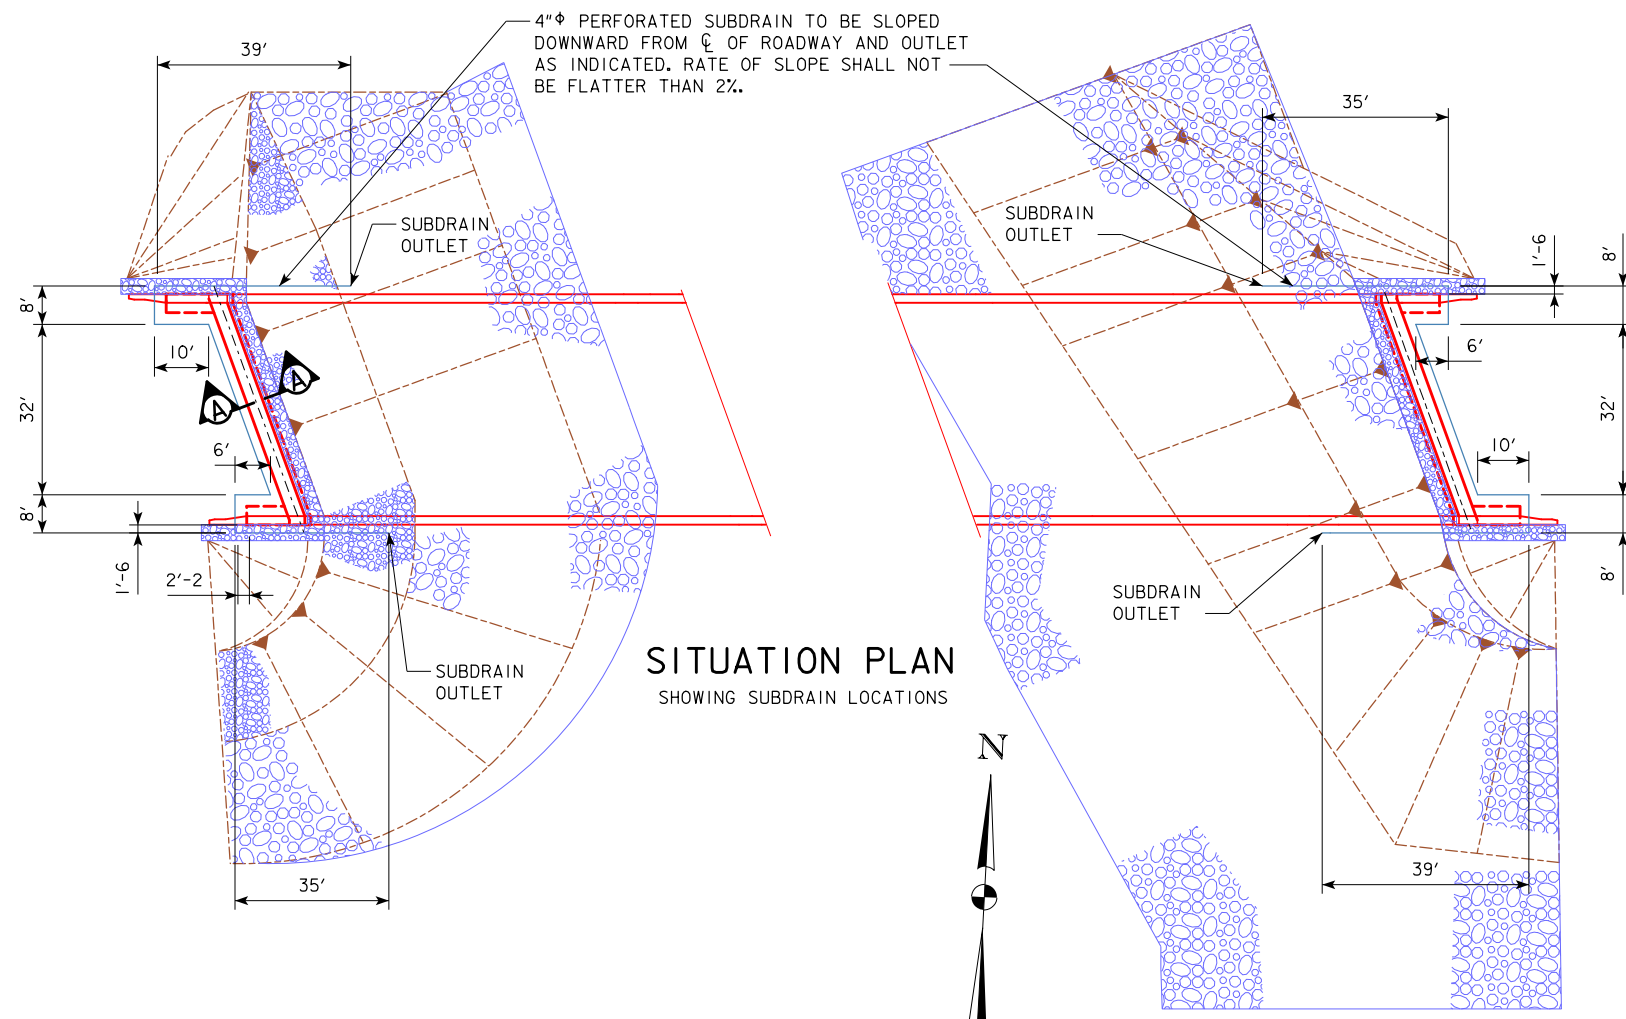 4"ϕ PERFORATED SUBDRAIN TO BE SLOPED
DOWNWARD FROM ℄ OF ROADWAY AND OUTLET
AS INDICATED. RATE OF SLOPE SHALL NOT
BE FLATTER THAN 2%.
39'
35'
SUBDRAIN
OUTLET
SUBDRAIN
OUTLET
1'-6
8'
8'
10'
32'
A
A
6'
6'
32'
10'
8'
1'-6
2'-2
8'
SUBDRAIN
OUTLET
SUBDRAIN
OUTLET
SITUATION PLAN
SHOWING SUBDRAIN LOCATIONS
N
35'
39'